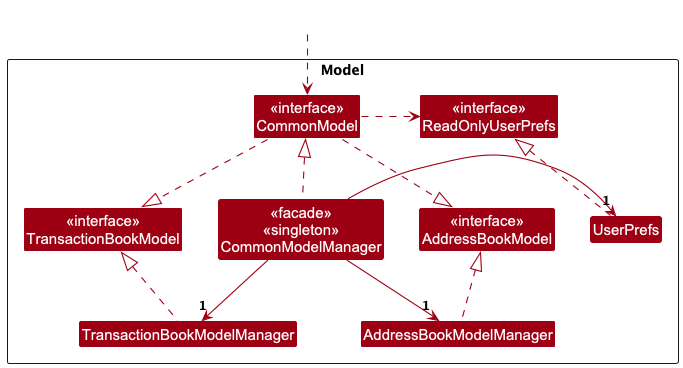 Model
«interface»
CommonModel
«interface»
ReadOnlyUserPrefs
«interface»
TransactionBookModel
«facade»
«singleton»
CommonModelManager
«interface»
AddressBookModel
1
UserPrefs
1
1
TransactionBookModelManager
AddressBookModelManager